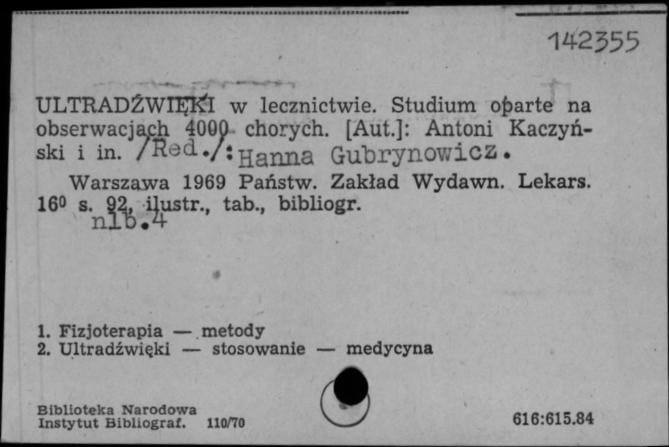 142355
ULTRADŹWIĘKI w lecznictwie. Studium oparte na
obserwacjach 4000 chorych. [Aut.]: Antoni Kaczyń-
ski i in. /Red./: Hanna Gubrynowicz.
Warszawa 1969 Państw. Zakład Wydawn. Lekars.
16⁰ s. 92, ilustr., tab., bibliogr.
nlb.4
1. Fizjoterapia — metody
2. Ultradźwięki — stosowanie — medycyna
Biblioteka Narodowa
Instytut Bibliograf. 110/70 616:615.84